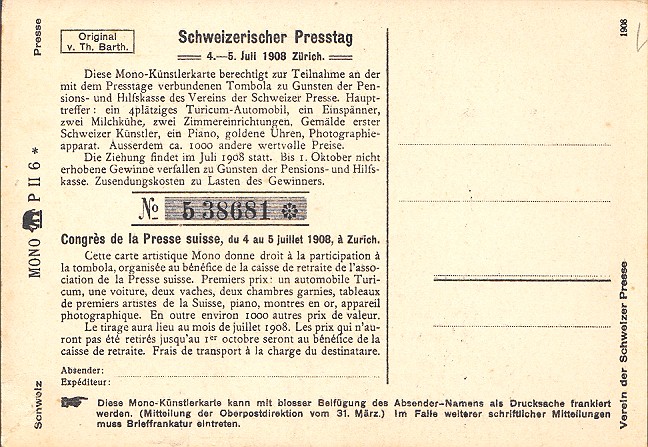 Original
v. Th. Barth.
Schweizerischer Presstag
4.—5. Juli 1908 Zürich.
Diese Mono-Künstlerkarte berechtigt zur Teilnahme an der
mit dem Presstage verbundenen Tombola zu Gunsten der Pen-
sions- und Hilfskasse des Vereins der Schweizer Presse. Haupt-
treffer: ein 4plätziges Turicum-Automobil, ein Einspänner,
zwei Milchkühe, zwei Zimmereinrichtungen, Gemälde erster
Schweizer Künstler, ein Piano, goldene Uhren, Photographie-
apparat. Ausserdem ca. 1000 andere wertvolle Preise.
Die Ziehung findet im Juli 1908 statt. Bis 1. Oktober nicht
erhobene Gewinne verfallen zu Gunsten der Pensions- und Hilfs-
kasse. Zusendungskosten zu Lasten des Gewinners.
№ 538681
Congrès de la Presse suisse, du 4 au 5 juillet 1908, à Zurich.
Cette carte artistique Mono donne droit à la participation à
la tombola, organisée au bénéfice de la caisse de retraite de l'asso-
ciation de la Presse suisse. Premiers prix: un automobile Turi-
cum, une voiture, deux vaches, deux chambres garnies, tableaux
de premiers artistes de la Suisse, piano, montres en or, appareil
photographique. En outre environ 1000 autres prix de valeur.
Le tirage aura lieu au mois de juillet 1908. Les prix qui n'au-
ront pas été retirés jusqu'au 1er octobre seront au bénéfice de la
caisse de retraite. Frais de transport à la charge du destinataire.
Absender:
Expéditeur:
Diese Mono-Künstlerkarte kann mit blosser Beifügung des Absender-Namens als Drucksache frankiert
werden. (Mitteilung der Oberpostdirektion vom 31. März.) Im Falle weiterer schriftlicher Mitteilungen
muss Brieffrankatur eintreten.
Presse
MONO P II 6 *
Schweiz
1908
Verein der Schweizer Presse